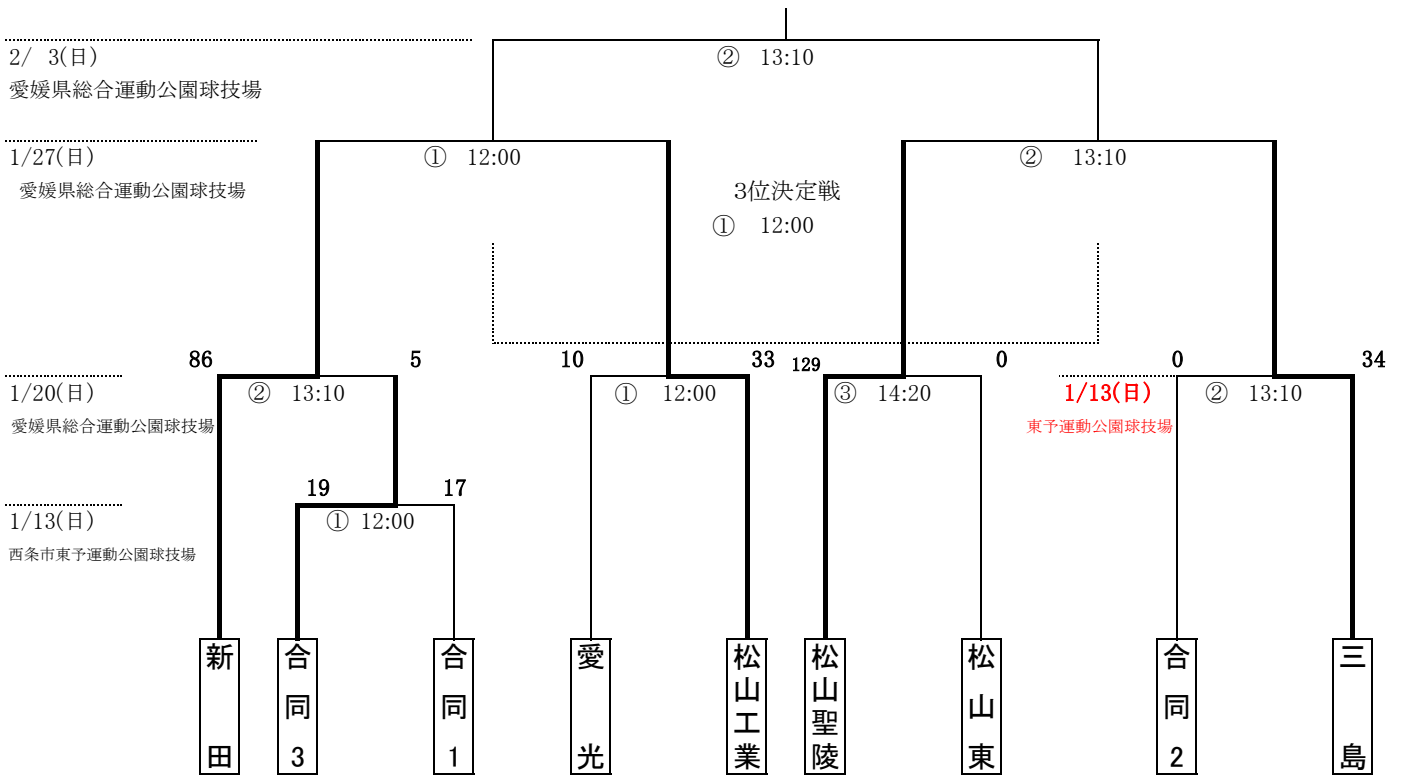 2/ 3(日)
② 13:10
愛媛県総合運動公園球技場
1/27(日)
① 12:00
② 13:10
愛媛県総合運動公園球技場
3位決定戦
① 12:00
86
5
10
33
129
0
0
34
1/20(日)
② 13:10
① 12:00
③ 14:20
1/13(日)
② 13:10
愛媛県総合運動公園球技場
東予運動公園球技場
19
17
1/13(日)
① 12:00
西条市東予運動公園球技場
新田
合同3
合同1
愛光
松山工業
松山聖陵
松山東
合同2
三島